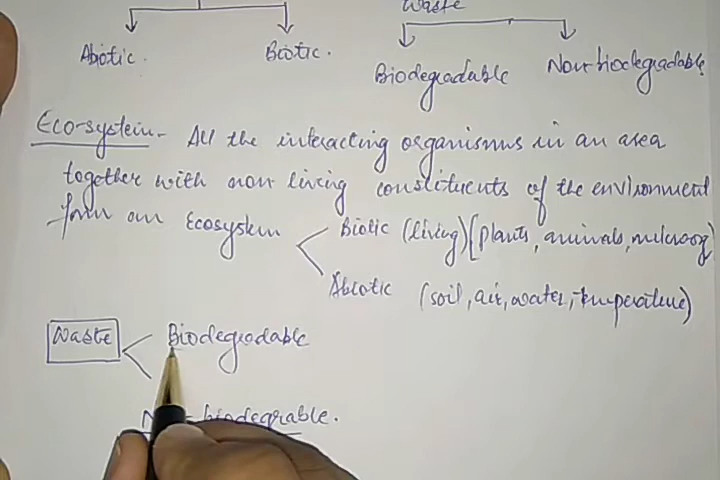 Waste
Abiotic. Biotic.
Biodegradable Non-biodegradable
Eco-system - All the interacting organisms in an area
together with non living constituents of the environment
form an Ecosystem
Biotic (living) [plants, animals, microorg)
Abiotic (soil, air, water, temperature)
Waste Biodegradable
biodegrable.